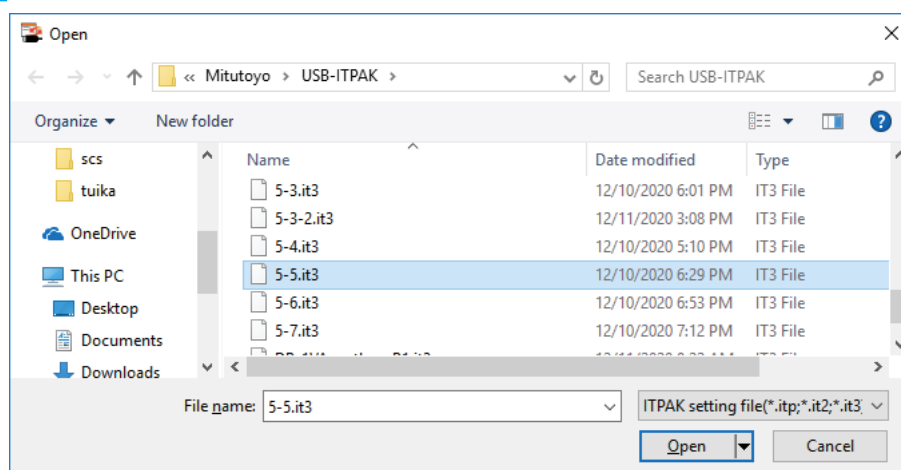 Open
« Mitutoyo › USB-ITPAK ›
Search USB-ITPAK
Organize
New folder
Name
Date modified
Type
scs
tuika
OneDrive
This PC
Desktop
Documents
Downloads
5-3.it3 12/10/2020 6:01 PM IT3 File
5-3-2.it3 12/11/2020 3:08 PM IT3 File
5-4.it3 12/10/2020 5:10 PM IT3 File
5-5.it3 12/10/2020 6:29 PM IT3 File
5-6.it3 12/10/2020 6:53 PM IT3 File
5-7.it3 12/10/2020 7:12 PM IT3 File
File name: 5-5.it3
ITPAK setting file(*.itp;*.it2;*.it3
Open
Cancel